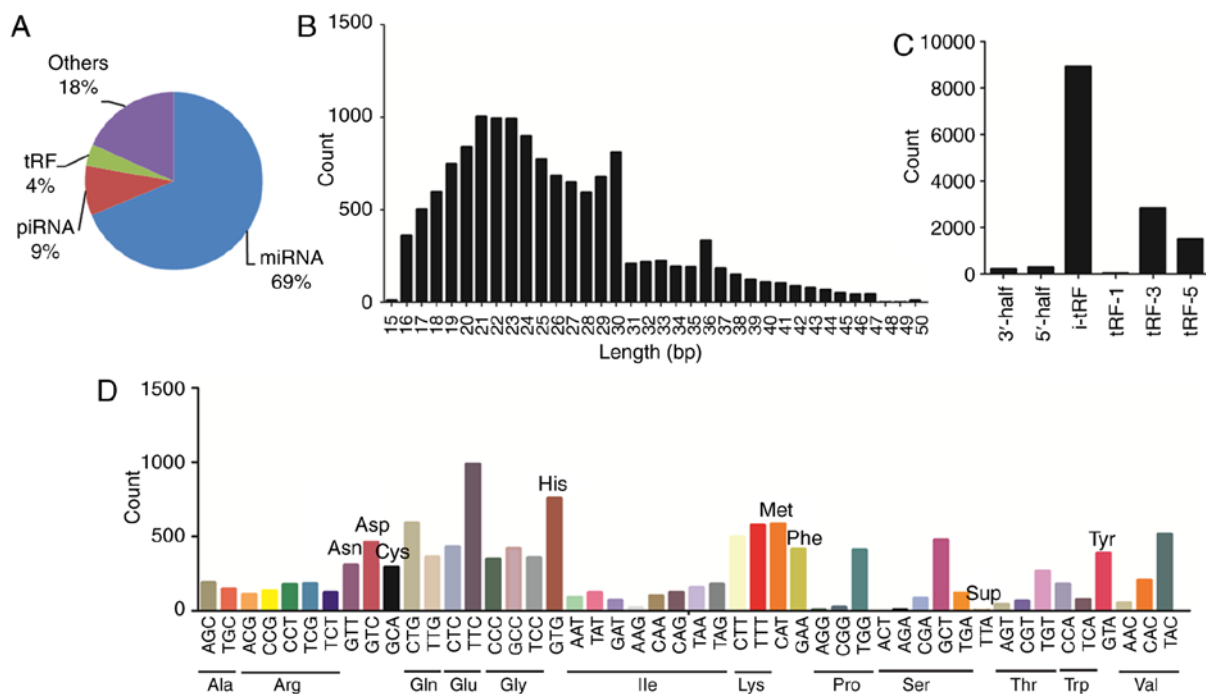 A
Others
18%
tRF
4%
piRNA
9%
miRNA
69%
B
1500
1000
500
0
Count
15 16 17 18 19 20 21 22 23 24 25 26 27 28 29 30 31 32 33 34 35 36 37 38 39 40 41 42 43 44 45 46 47 48 49 50
Length (bp)
C
10000
8000
6000
4000
2000
0
Count
3′-half 5′-half i-tRF tRF-1 tRF-3 tRF-5
D
1500
1000
500
0
Count
Asn Asp Cys His Met Phe Sup Tyr
AGC TGC ACG CCG CCT TCG TCT GTT GTC GCA CTG TTG CTC TTC CCC GCC TCC GTG AAT TAT GAT AAG CAA CAG TAA TAG CTT TTT CAT GAA AGG CGG TGG ACT AGA CGA GCT TGA TTA AGT CGT TGT CCA TCA GTA AAC CAC TAC
Ala Arg Gln Glu Gly Ile Lys Pro Ser Thr Trp Val